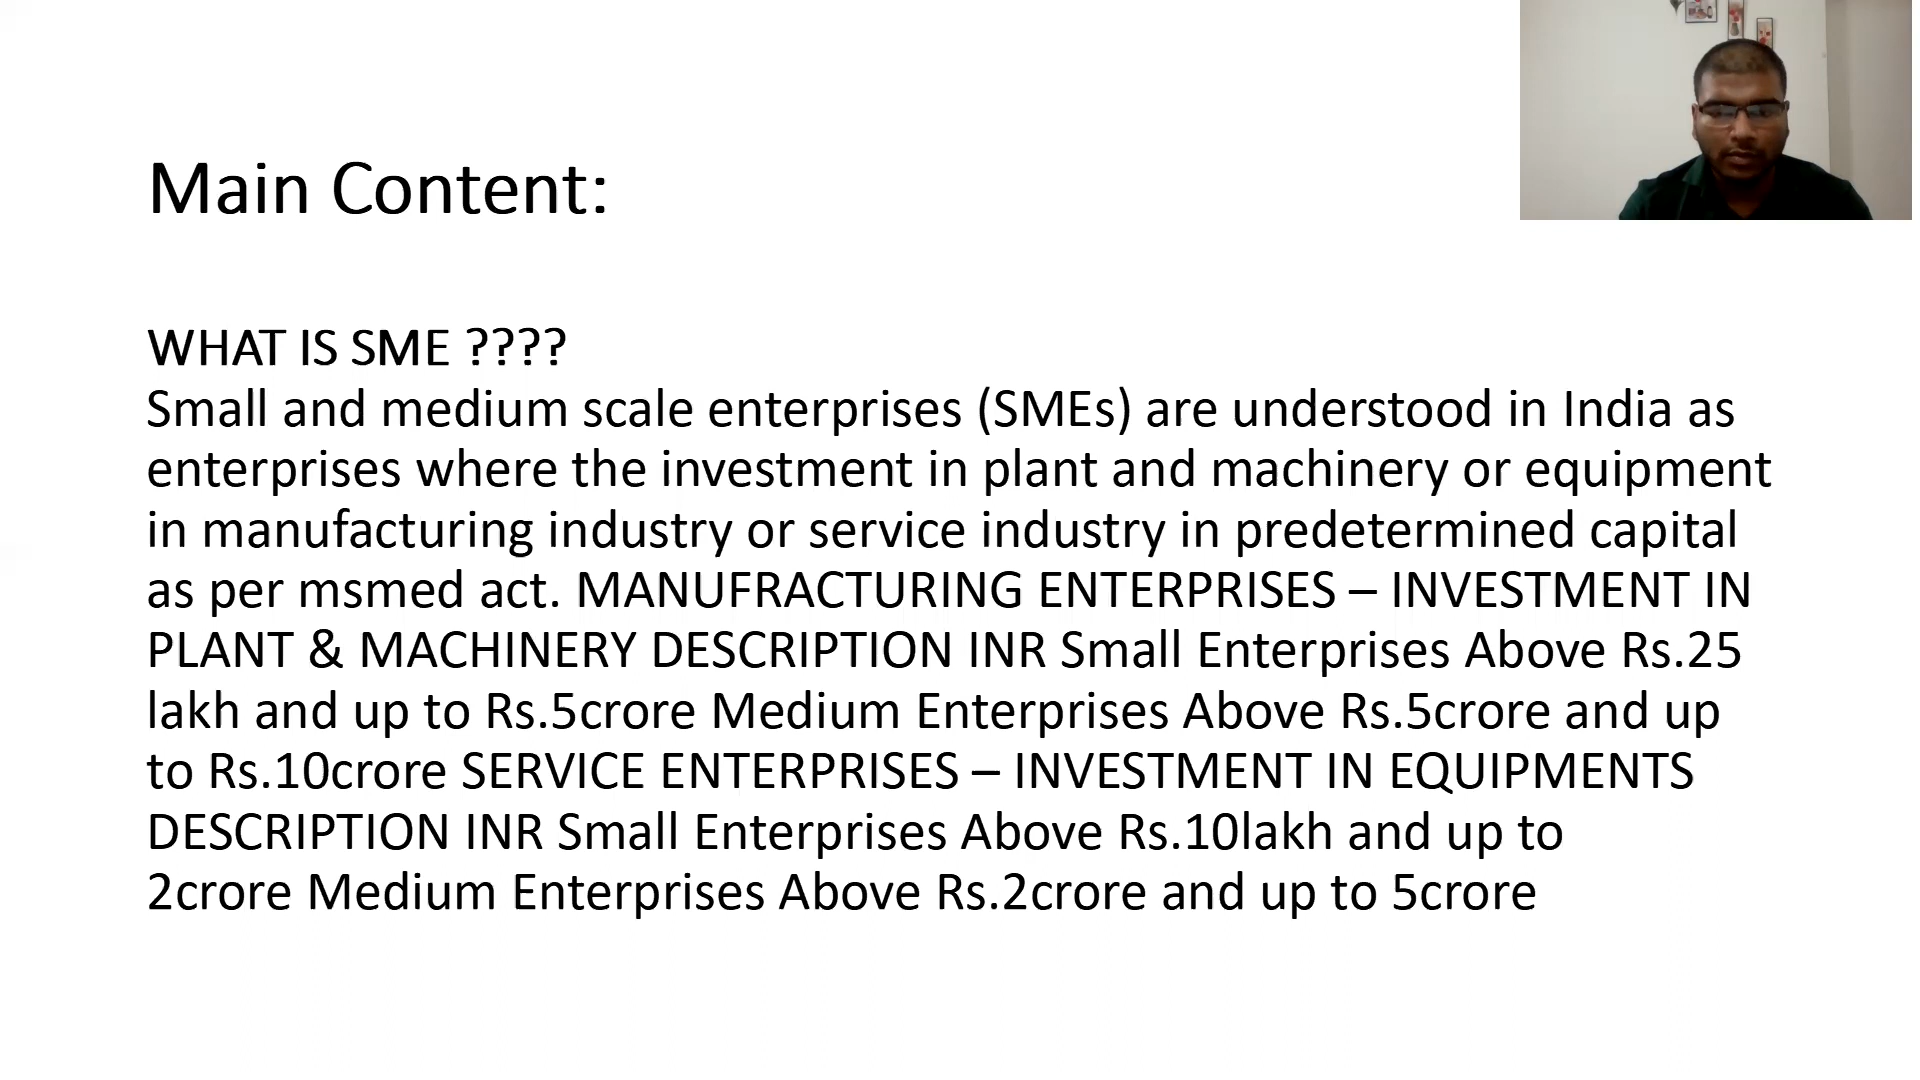 Main Content:
WHAT IS SME ????
Small and medium scale enterprises (SMEs) are understood in India as
enterprises where the investment in plant and machinery or equipment
in manufacturing industry or service industry in predetermined capital
as per msmed act. MANUFRACTURING ENTERPRISES – INVESTMENT IN
PLANT & MACHINERY DESCRIPTION INR Small Enterprises Above Rs.25
lakh and up to Rs.5crore Medium Enterprises Above Rs.5crore and up
to Rs.10crore SERVICE ENTERPRISES – INVESTMENT IN EQUIPMENTS
DESCRIPTION INR Small Enterprises Above Rs.10lakh and up to
2crore Medium Enterprises Above Rs.2crore and up to 5crore